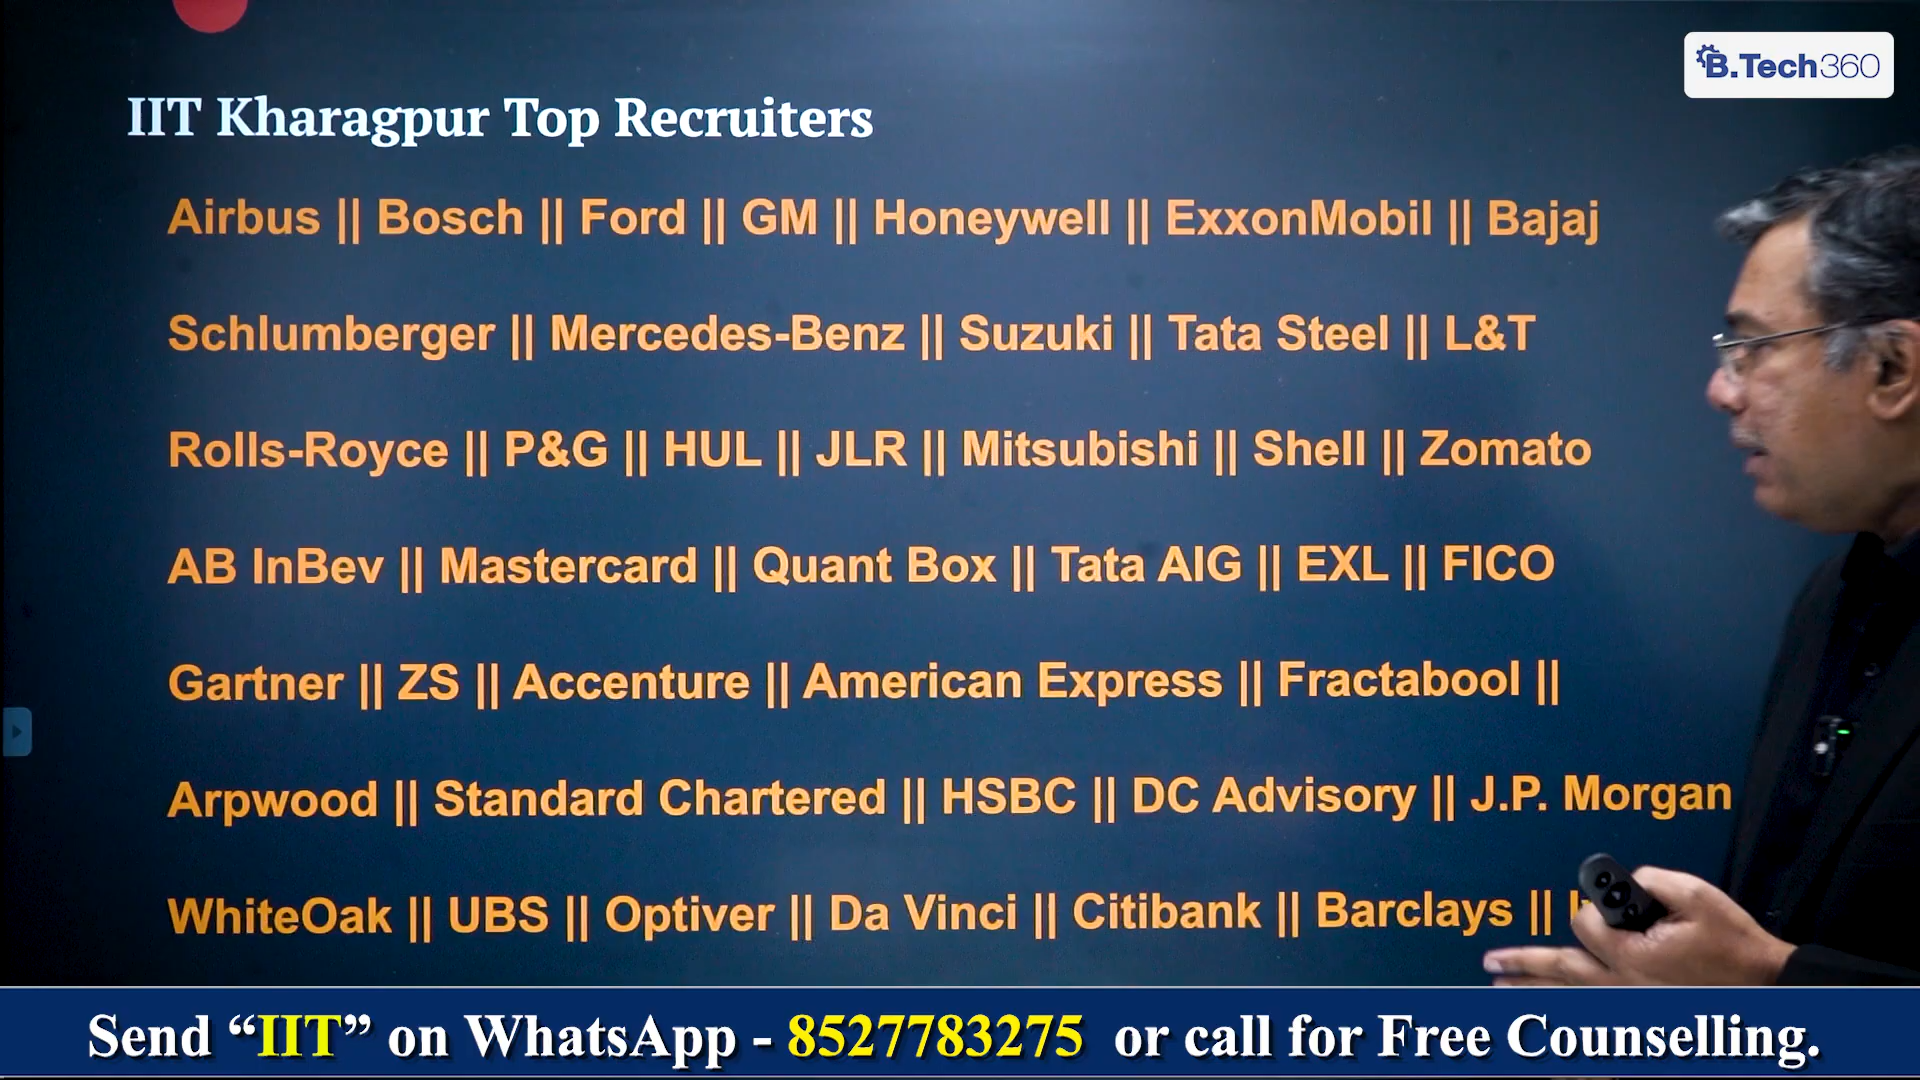 B.Tech360
IIT Kharagpur Top Recruiters
Airbus || Bosch || Ford || GM || Honeywell || ExxonMobil || Bajaj
Schlumberger || Mercedes-Benz || Suzuki || Tata Steel || L&T
Rolls-Royce || P&G || HUL || JLR || Mitsubishi || Shell || Zomato
AB InBev || Mastercard || Quant Box || Tata AIG || EXL || FICO
Gartner || ZS || Accenture || American Express || Fractabool ||
Arpwood || Standard Chartered || HSBC || DC Advisory || J.P. Morgan
WhiteOak || UBS || Optiver || Da Vinci || Citibank || Barclays ||
Send “IIT” on WhatsApp - 8527783275 or call for Free Counselling.